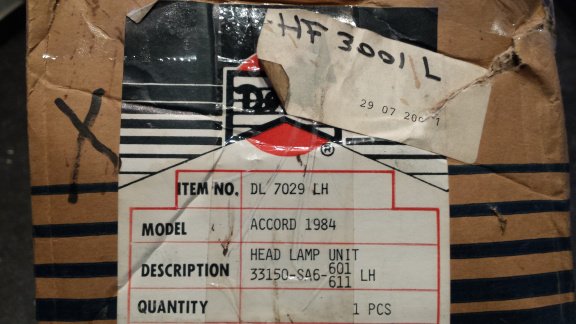 HF 3001 L
29 07 2001
X
®
ITEM NO. DL 7029 LH
MODEL ACCORD 1984
DESCRIPTION HEAD LAMP UNIT
33150-SA6-601/611 LH
QUANTITY 1 PCS